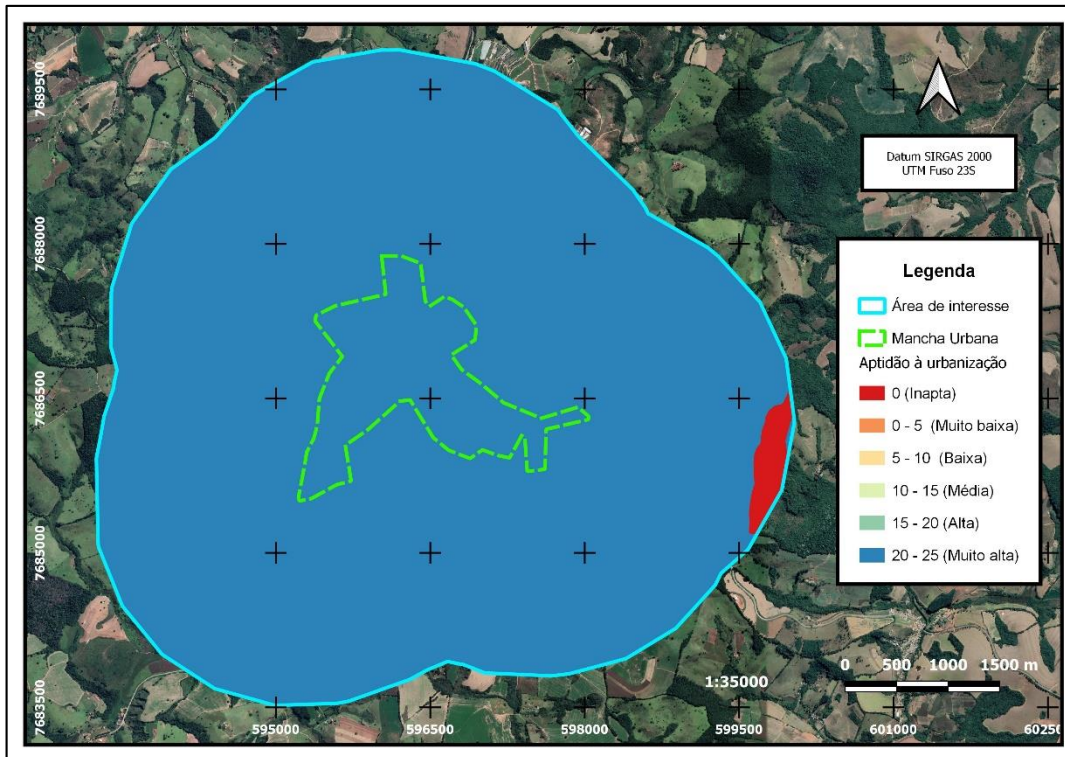 Datum SIRGAS 2000
UTM Fuso 23S
Legenda
Área de interesse
Mancha Urbana
Aptidão à urbanização
0 (Inapta)
0 - 5 (Muito baixa)
5 - 10 (Baixa)
10 - 15 (Média)
15 - 20 (Alta)
20 - 25 (Muito alta)
0 500 1000 1500 m
1:35000
7689500
7688000
7686500
7685000
7683500
595000 596500 598000 599500 601000 60250